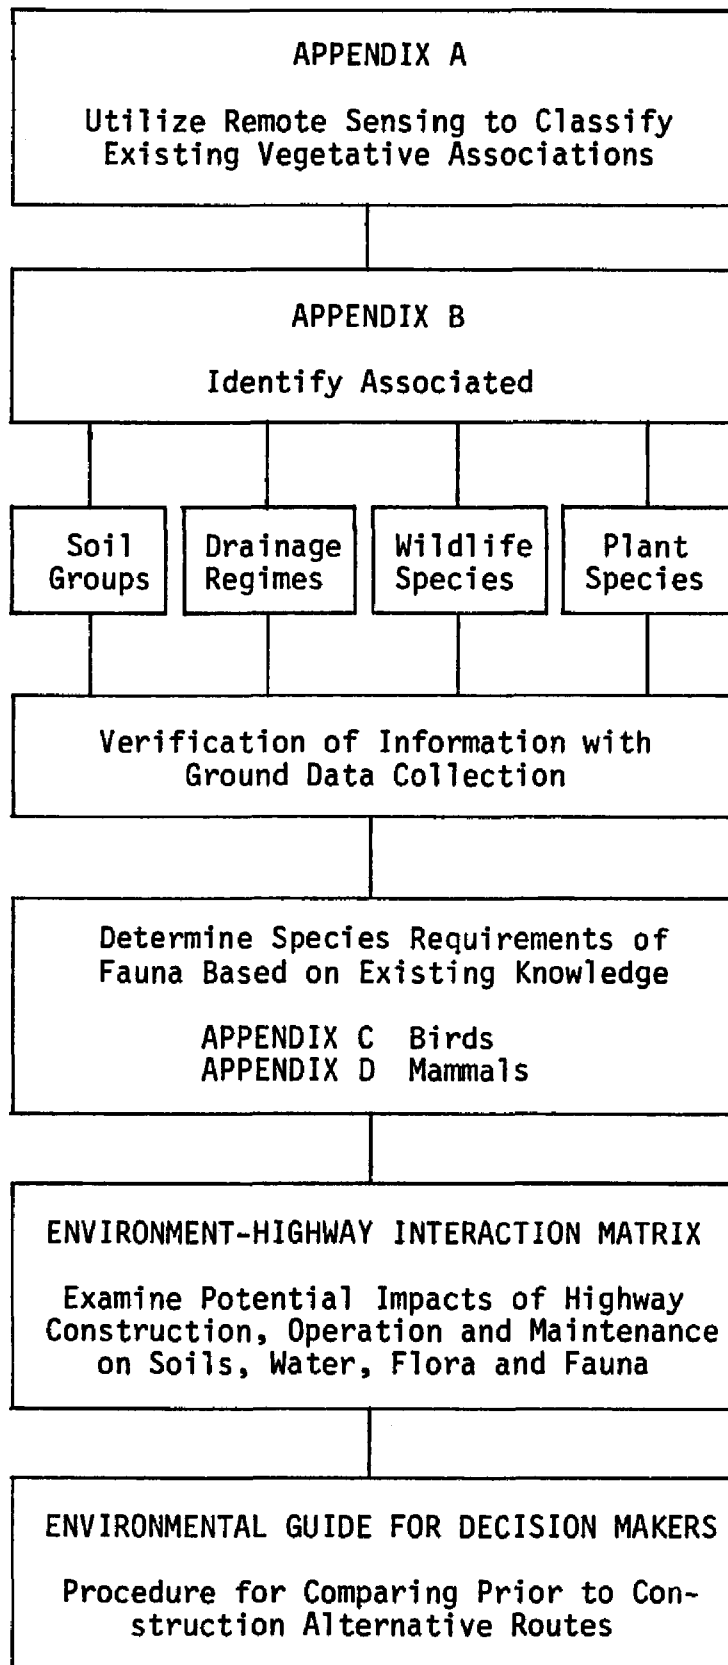 APPENDIX A
Utilize Remote Sensing to Classify
Existing Vegetative Associations
APPENDIX B
Identify Associated
Soil
Groups
Drainage
Regimes
Wildlife
Species
Plant
Species
Verification of Information with
Ground Data Collection
Determine Species Requirements of
Fauna Based on Existing Knowledge
APPENDIX C Birds
APPENDIX D Mammals
ENVIRONMENT-HIGHWAY INTERACTION MATRIX
Examine Potential Impacts of Highway
Construction, Operation and Maintenance
on Soils, Water, Flora and Fauna
ENVIRONMENTAL GUIDE FOR DECISION MAKERS
Procedure for Comparing Prior to Con-
struction Alternative Routes